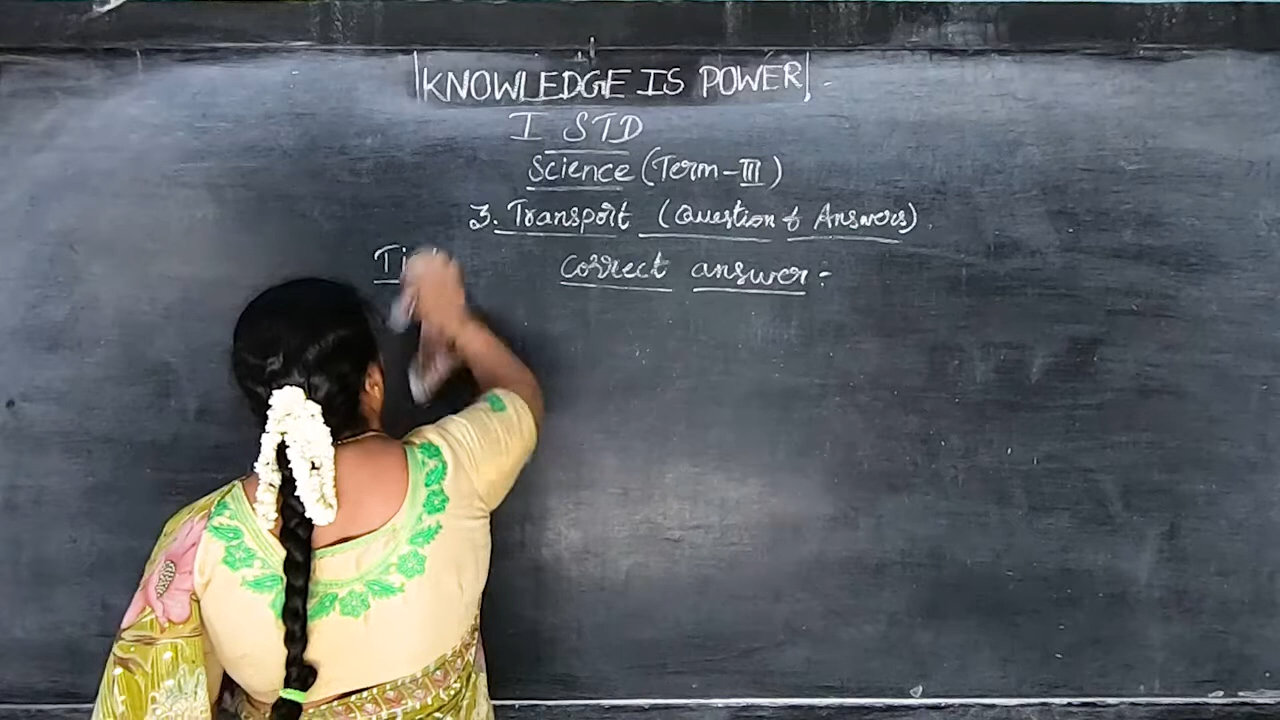 KNOWLEDGE IS POWER
I STD
Science (Term-III)
3. Transport (Question & Answers)
correct answer: